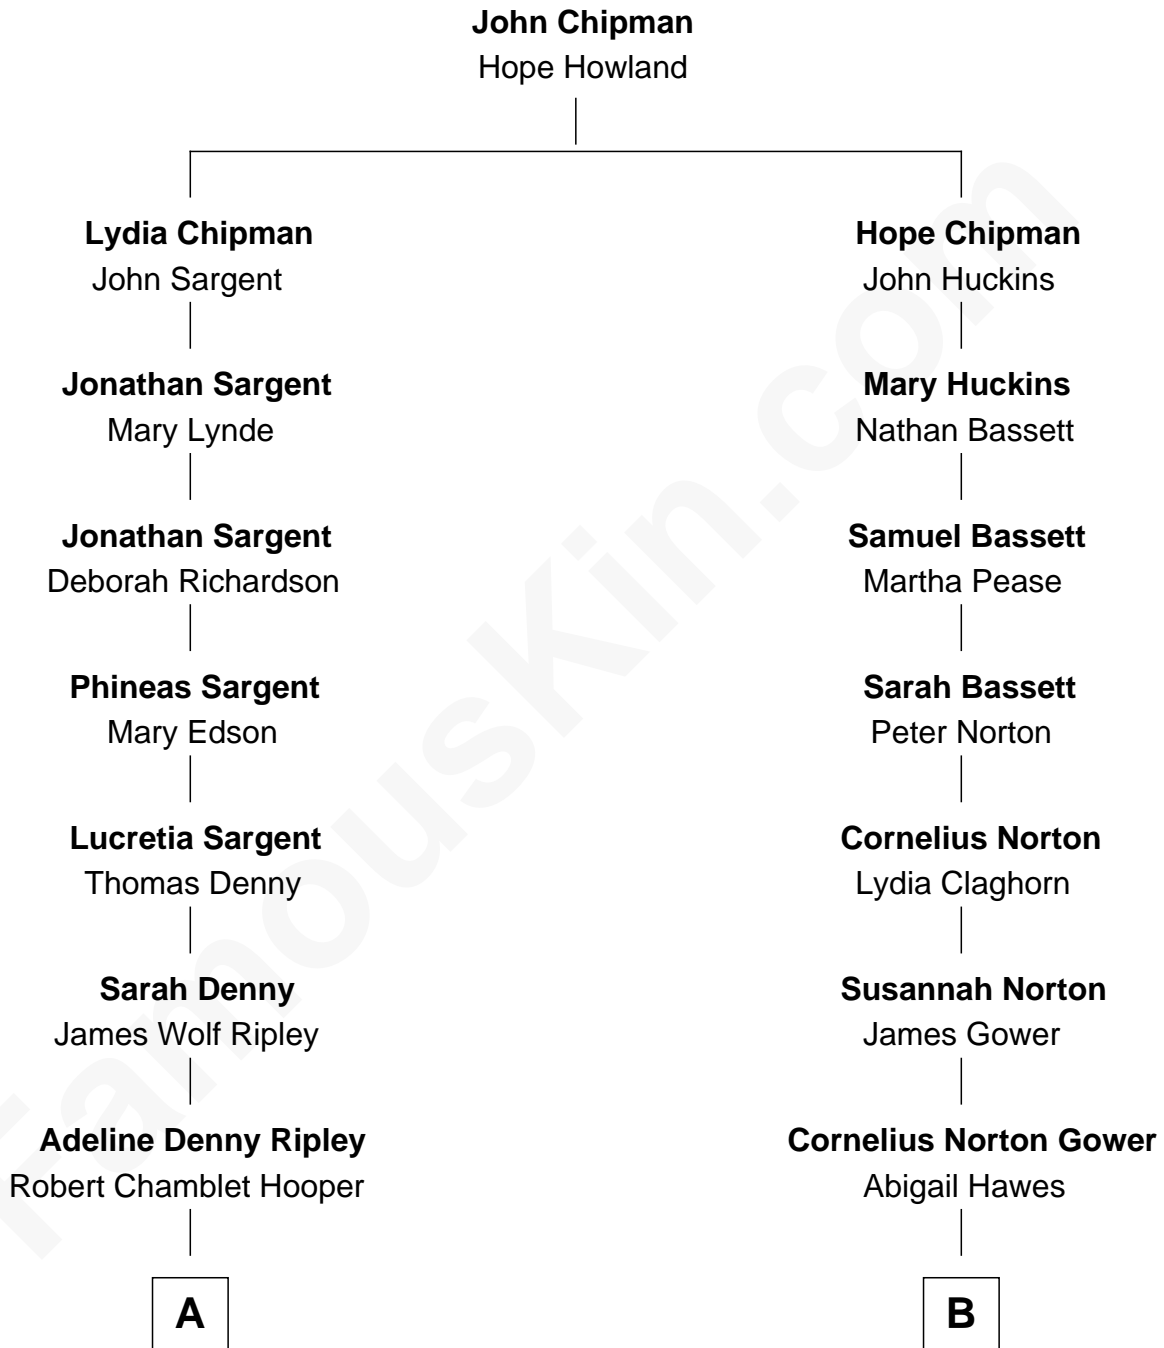 John Chipman
Hope Howland
Lydia Chipman
John Sargent
Hope Chipman
John Huckins
Jonathan Sargent
Mary Lynde
Mary Huckins
Nathan Bassett
Jonathan Sargent
Deborah Richardson
Samuel Bassett
Martha Pease
Phineas Sargent
Mary Edson
Sarah Bassett
Peter Norton
Lucretia Sargent
Thomas Denny
Cornelius Norton
Lydia Claghorn
Sarah Denny
James Wolf Ripley
Susannah Norton
James Gower
Adeline Denny Ripley
Robert Chamblet Hooper
Cornelius Norton Gower
Abigail Hawes
A
B
FamousKin.com